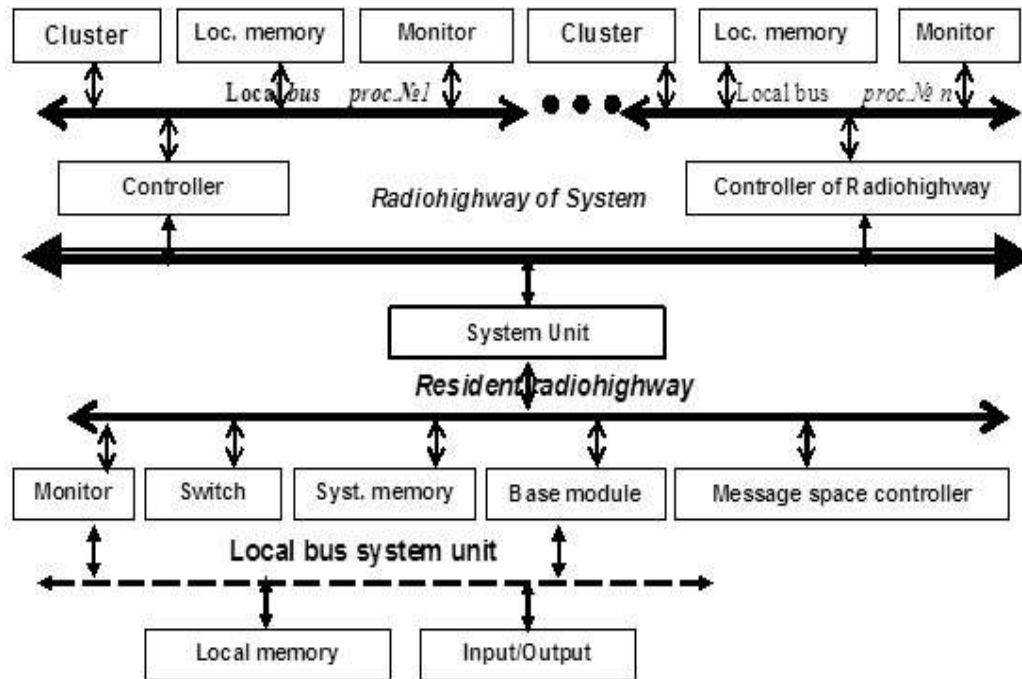 Cluster Loc. memory Monitor Cluster Loc. memory Monitor
Local bus proc.№1 Local bus proc.№ n
Controller Radiohighway of System Controller of Radiohighway
System Unit
Resident radiohighway
Monitor Switch Syst. memory Base module Message space controller
Local bus system unit
Local memory Input/Output